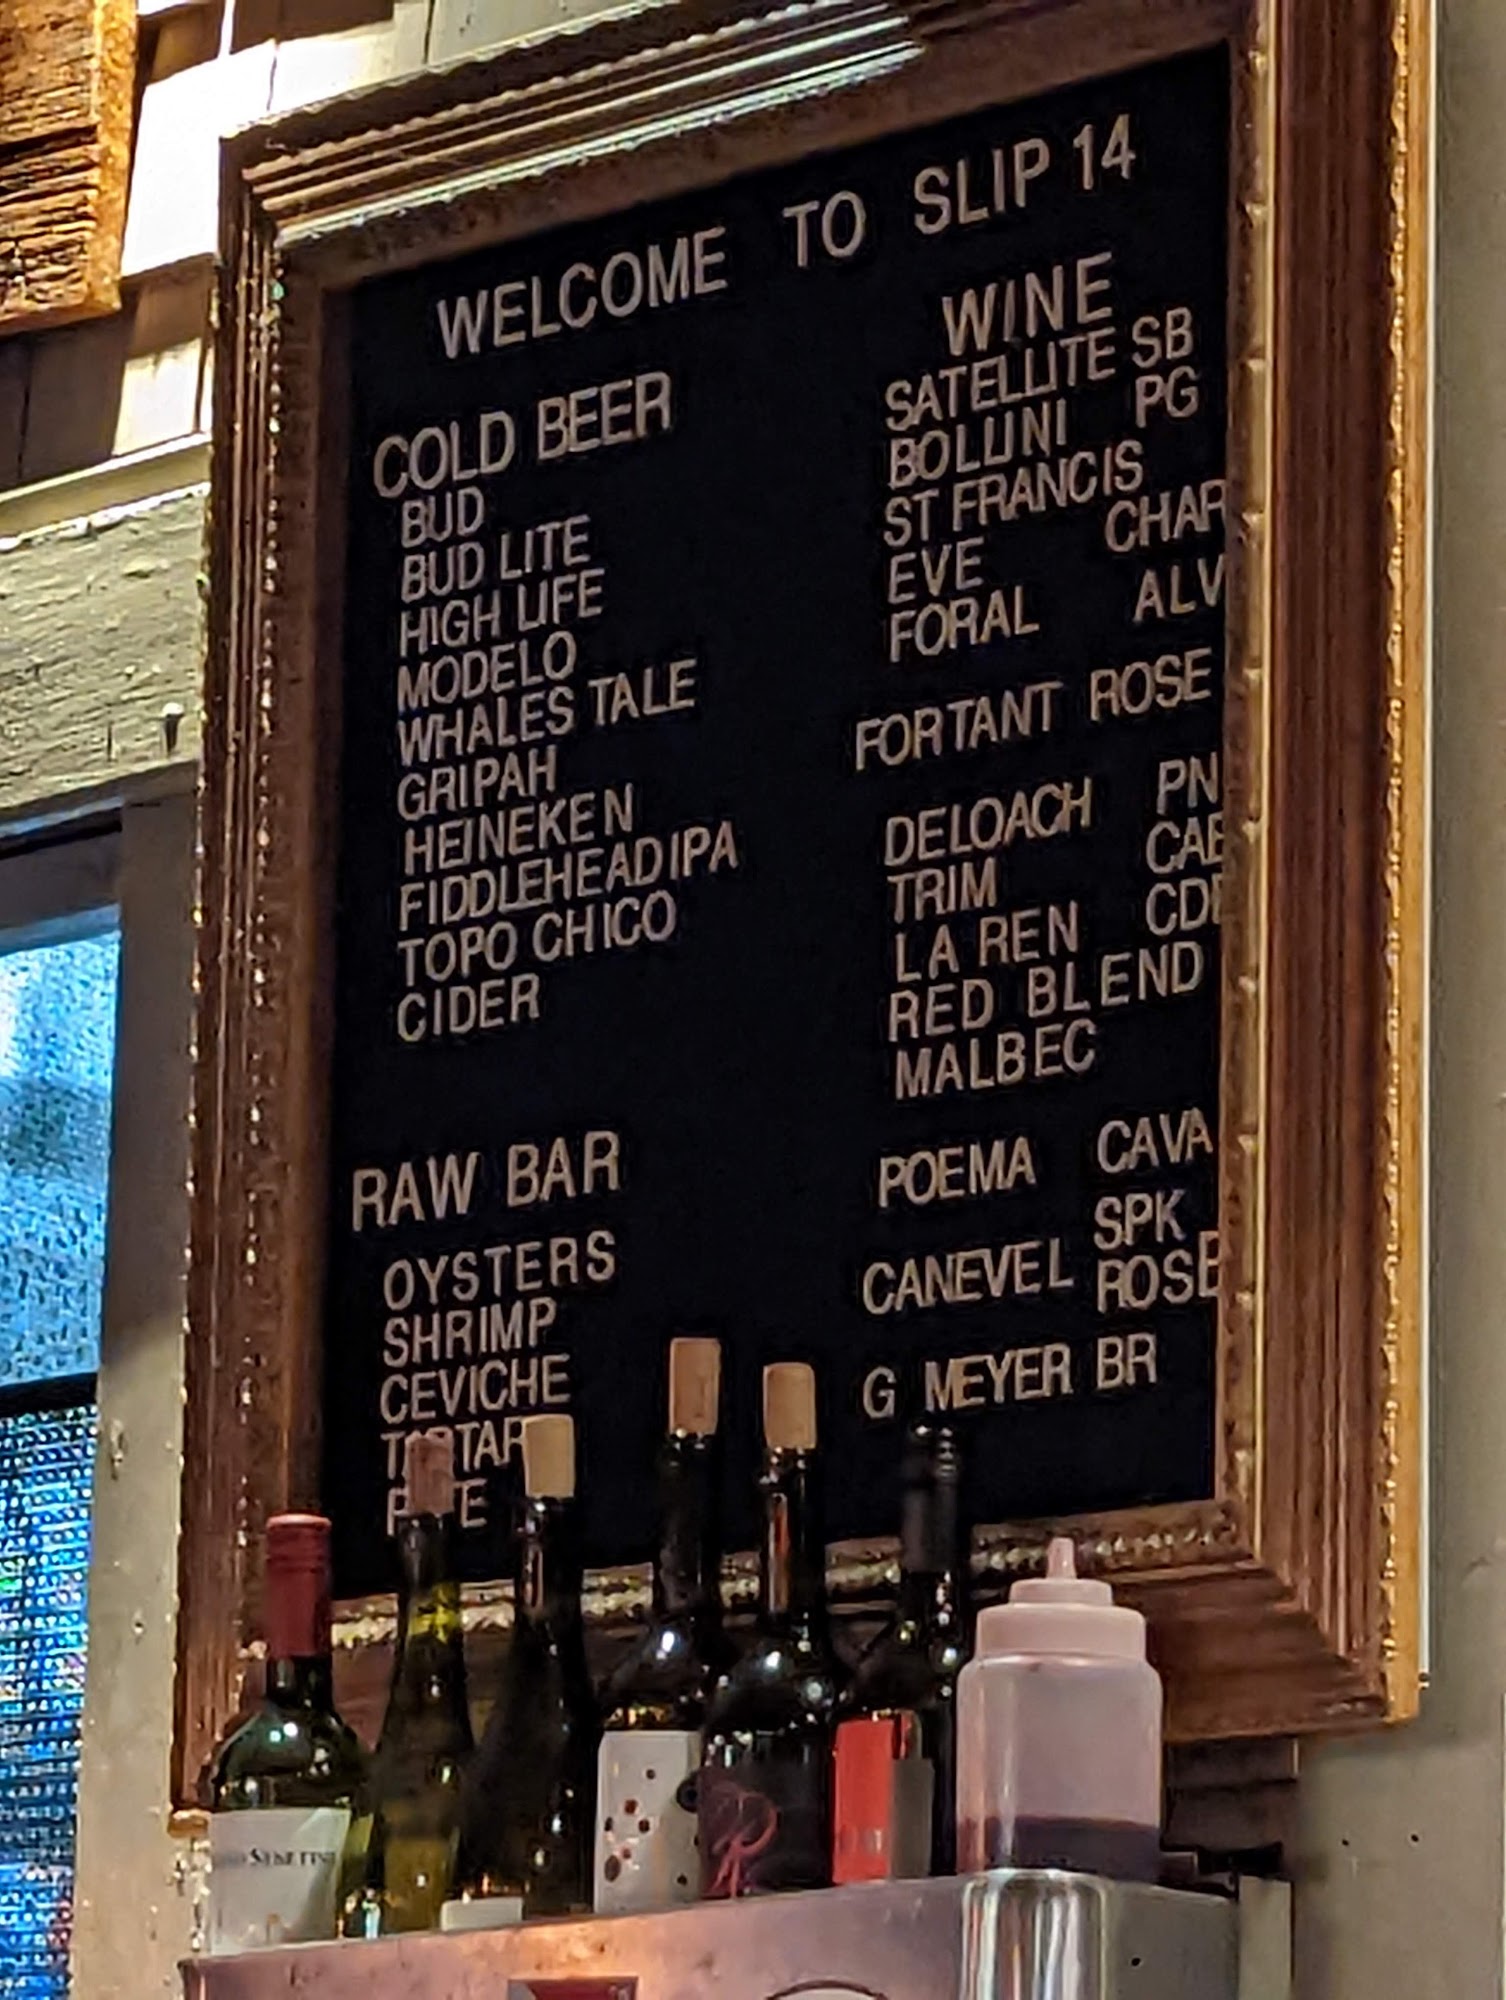 WELCOME TO SLIP 14
COLD BEER
BUD
BUD LITE
HIGH LIFE
MODELO
WHALES TALE
GRIPAH
HEINEKEN
FIDDLEHEAD IPA
TOPO CHICO
CIDER
RAW BAR
OYSTERS
SHRIMP
CEVICHE
WINE
SATELLITE SB
BOLLINI PG
ST FRANCIS
EVE CHAR
FORAL ALV
FORTANT ROSE
DELOACH PN
TRIM CAB
LA REN
RED BLEND
MALBEC
POEMA CAVA
SPK
CANEVEL ROSE
G MEYER BR